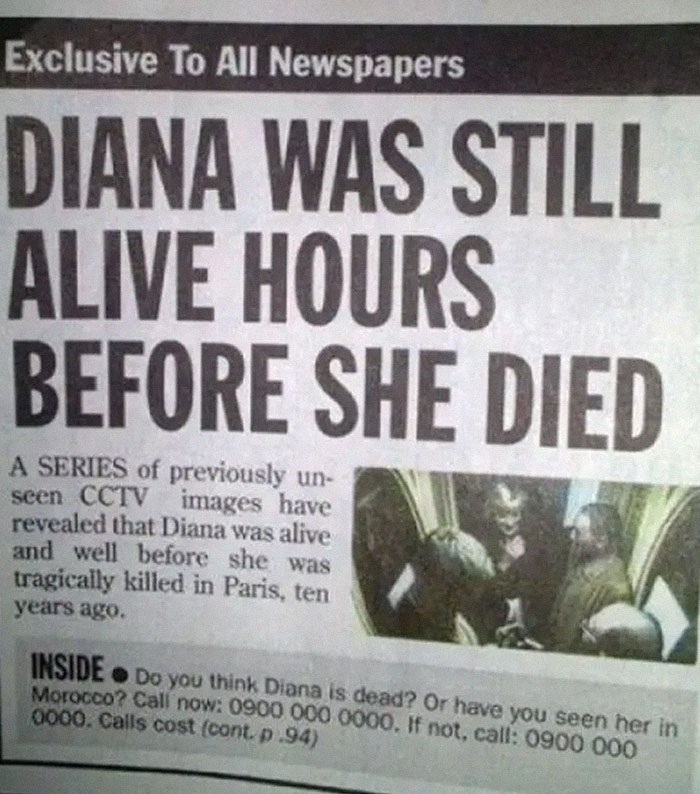 Exclusive To All Newspapers
DIANA WAS STILL
ALIVE HOURS
BEFORE SHE DIED
A SERIES of previously un-
seen CCTV images have
revealed that Diana was alive
and well before she was
tragically killed in Paris, ten
years ago.
INSIDE ● Do you think Diana is dead? Or have you seen her in
Morocco? Call now: 0900 000 0000. If not, call: 0900 000
0000. Calls cost (cont. p .94)